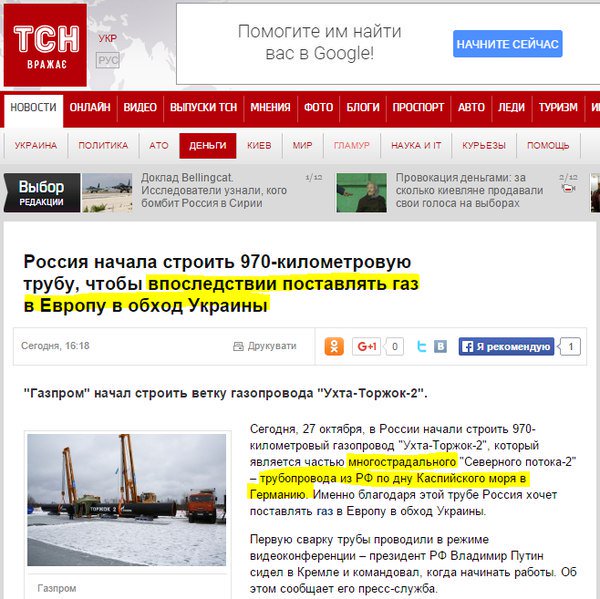 ТСН
ВРАЖАЄ
УКР
РУС
Помогите им найти
вас в Google!
НАЧНИТЕ СЕЙЧАС
НОВОСТИ ОНЛАЙН ВИДЕО ВЫПУСКИ ТСН МНЕНИЯ ФОТО БЛОГИ ПРОСПОРТ АВТО ЛЕДИ ТУРИЗМ
УКРАИНА ПОЛИТИКА АТО ДЕНЬГИ КИЕВ МИР ГЛАМУР НАУКА И IT КУРЬЕЗЫ ПОМОЩЬ
Выбор
РЕДАКЦИИ
Доклад Bellingcat.
Исследователи узнали, кого
бомбит Россия в Сирии
1/12
Провокация деньгами: за
сколько киевляне продавали
свои голоса на выборах
2/12
Россия начала строить 970-километровую
трубу, чтобы впоследствии поставлять газ
в Европу в обход Украины
Сегодня, 16:18
Друкувати
G+1 0
Я рекомендую 1
"Газпром" начал строить ветку газопровода "Ухта-Торжок-2".
ТОРЖОК 2
Газпром
Сегодня, 27 октября, в России начали строить 970-
километровый газопровод "Ухта-Торжок-2", который
является частью многострадального "Северного потока-2"
– трубопровода из РФ по дну Каспийского моря в
Германию. Именно благодаря этой трубе Россия хочет
поставлять газ в Европу в обход Украины.
Первую сварку трубы проводили в режиме
видеоконференции – президент РФ Владимир Путин
сидел в Кремле и командовал, когда начинать работы. Об
этом сообщает его пресс-служба.